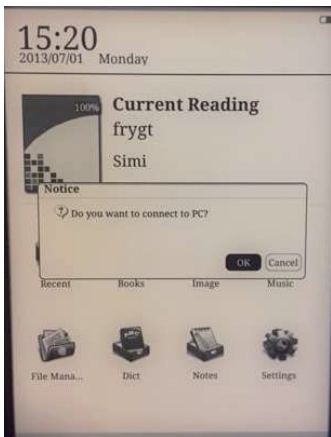 15:20
2013/07/01 Monday
100%
Current Reading
frygt
Simi
Notice
Do you want to connect to PC?
OK Cancel
Recent Books Image Music
File Mana... Dict Notes Settings